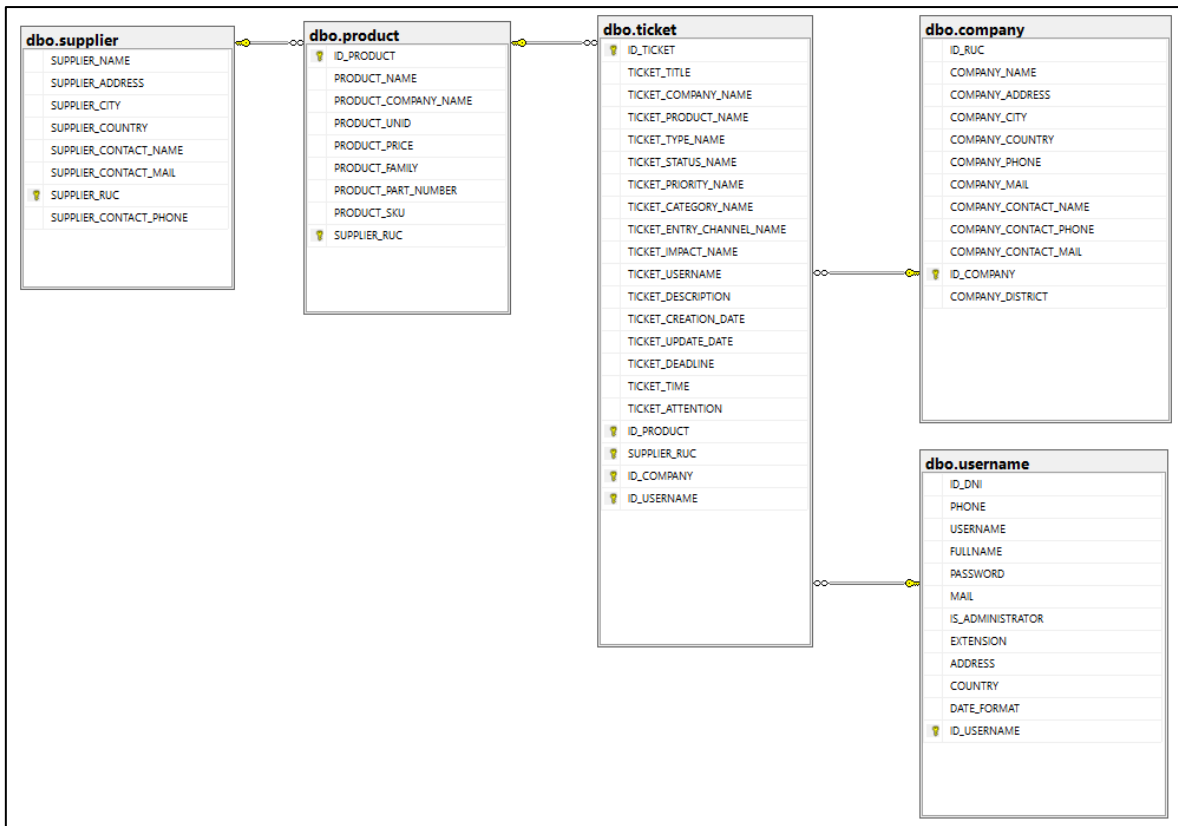 dbo.supplier
SUPPLIER_NAME
SUPPLIER_ADDRESS
SUPPLIER_CITY
SUPPLIER_COUNTRY
SUPPLIER_CONTACT_NAME
SUPPLIER_CONTACT_MAIL
SUPPLIER_RUC
SUPPLIER_CONTACT_PHONE
dbo.product
ID_PRODUCT
PRODUCT_NAME
PRODUCT_COMPANY_NAME
PRODUCT_UNID
PRODUCT_PRICE
PRODUCT_FAMILY
PRODUCT_PART_NUMBER
PRODUCT_SKU
SUPPLIER_RUC
dbo.ticket
ID_TICKET
TICKET_TITLE
TICKET_COMPANY_NAME
TICKET_PRODUCT_NAME
TICKET_TYPE_NAME
TICKET_STATUS_NAME
TICKET_PRIORITY_NAME
TICKET_CATEGORY_NAME
TICKET_ENTRY_CHANNEL_NAME
TICKET_IMPACT_NAME
TICKET_USERNAME
TICKET_DESCRIPTION
TICKET_CREATION_DATE
TICKET_UPDATE_DATE
TICKET_DEADLINE
TICKET_TIME
TICKET_ATTENTION
ID_PRODUCT
SUPPLIER_RUC
ID_COMPANY
ID_USERNAME
dbo.company
ID_RUC
COMPANY_NAME
COMPANY_ADDRESS
COMPANY_CITY
COMPANY_COUNTRY
COMPANY_PHONE
COMPANY_MAIL
COMPANY_CONTACT_NAME
COMPANY_CONTACT_PHONE
COMPANY_CONTACT_MAIL
ID_COMPANY
COMPANY_DISTRICT
dbo.username
ID_DNI
PHONE
USERNAME
FULLNAME
PASSWORD
MAIL
IS_ADMINISTRATOR
EXTENSION
ADDRESS
COUNTRY
DATE_FORMAT
ID_USERNAME